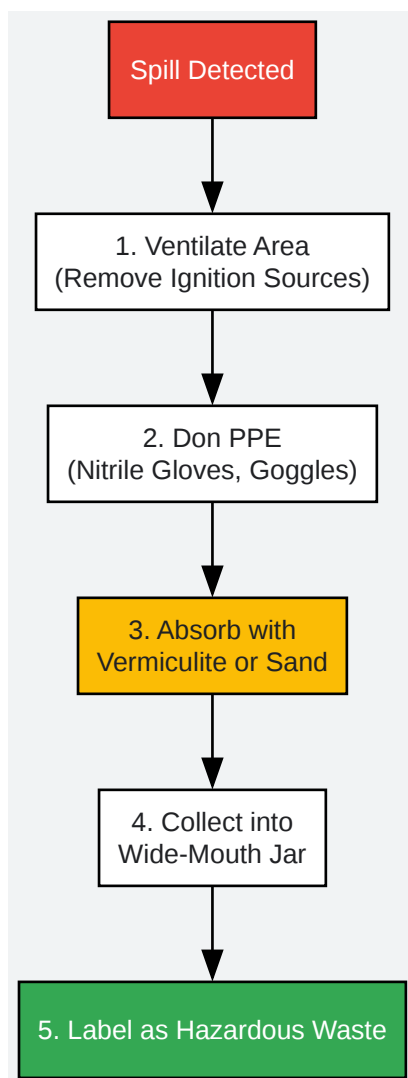 Spill Detected
1. Ventilate Area
(Remove Ignition Sources)
2. Don PPE
(Nitrile Gloves, Goggles)
3. Absorb with
Vermiculite or Sand
4. Collect into
Wide-Mouth Jar
5. Label as Hazardous Waste